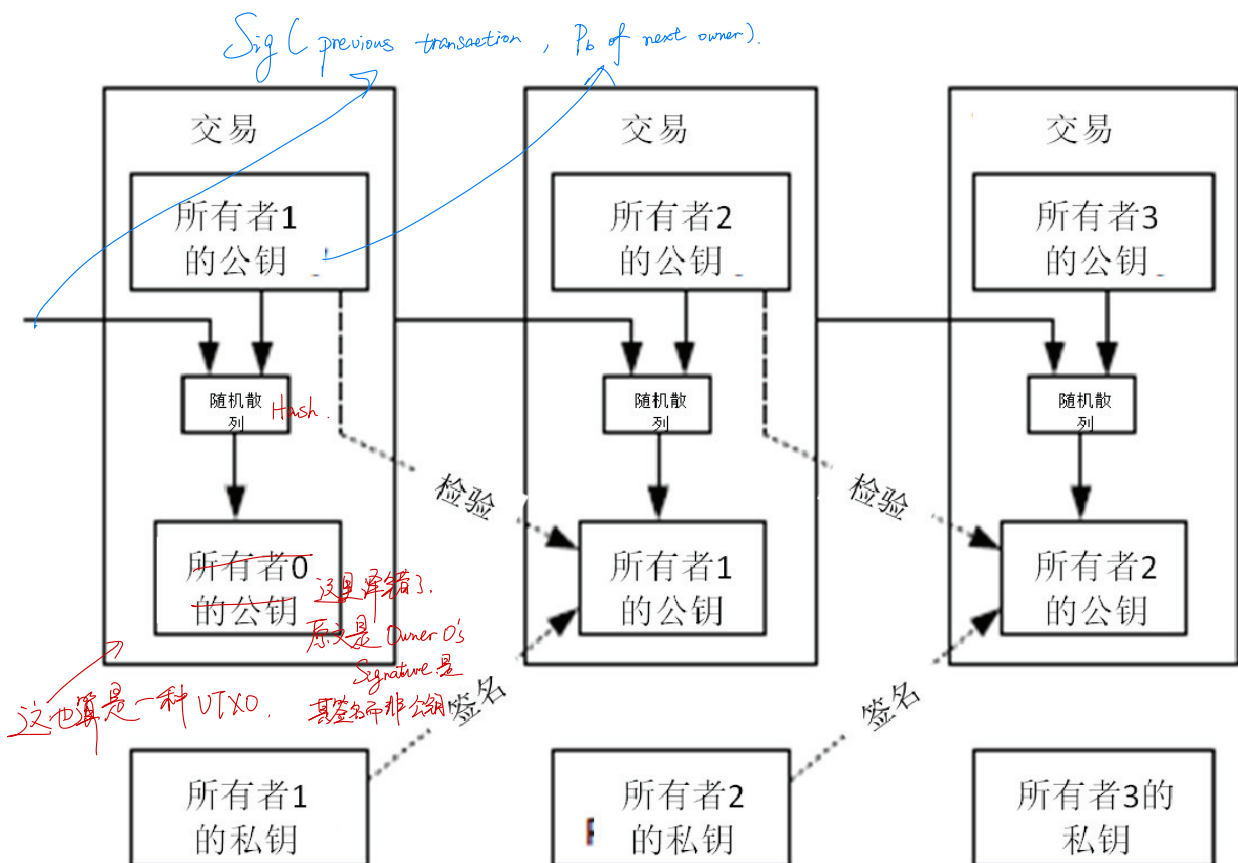 Sig ( previous transaction , Pb of next owner).
交易
交易
交易
所有者1
的公钥
所有者2
的公钥
所有者3
的公钥
随机散
列
Hash.
随机散
列
随机散
列
检验
检验
所有者0
的公钥
这里译错了.
原文是 Owner 0's
Signature 是
其签名而非公钥
所有者1
的公钥
所有者2
的公钥
这也算是一种 UTXO.
签名
签名
所有者1
的私钥
所有者2
的私钥
所有者3的
私钥